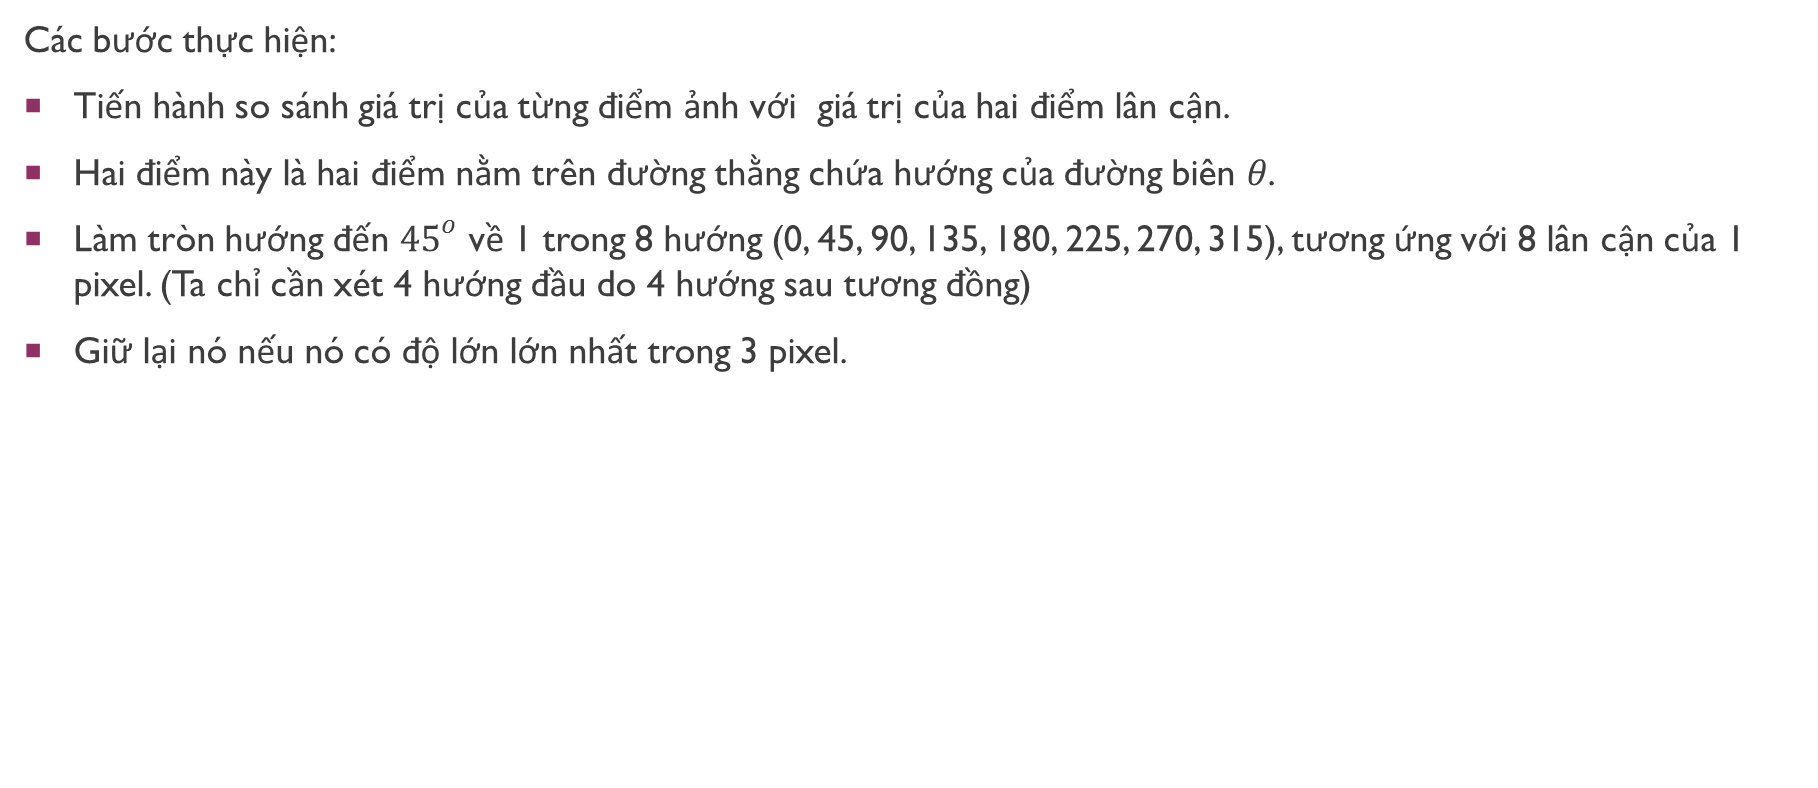 Các bước thực hiện:
▪ Tiến hành so sánh giá trị của từng điểm ảnh với  giá trị của hai điểm lân cận.
▪ Hai điểm này là hai điểm nằm trên đường thẳng chứa hướng của đường biên θ.
▪ Làm tròn hướng đến 45° về 1 trong 8 hướng (0, 45, 90, 135, 180, 225, 270, 315), tương ứng với 8 lân cận của 1
pixel. (Ta chỉ cần xét 4 hướng đầu do 4 hướng sau tương đồng)
▪ Giữ lại nó nếu nó có độ lớn lớn nhất trong 3 pixel.